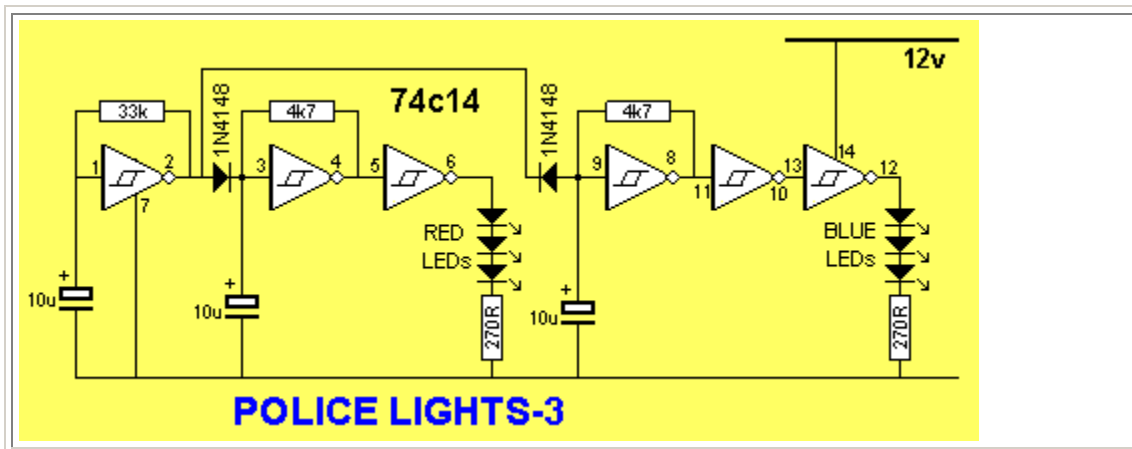 12v
1N4148
1N4148
33k
4k7
74c14
4k7
1
2
3
4
5
6
9
8
11
13
10
14
12
7
RED
LEDs
BLUE
LEDs
+
10u
+
10u
+
10u
270R
270R
POLICE LIGHTS-3